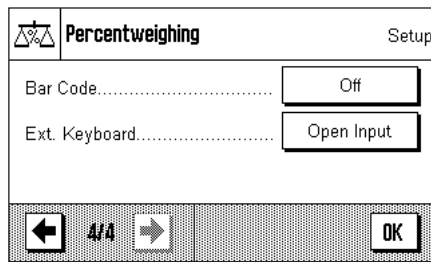 Percentweighing Setup
Bar Code............................... Off
Ext. Keyboard........................ Open Input
4/4 OK